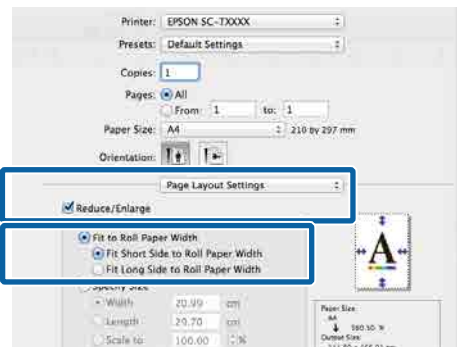 Printer: EPSON SC-TXXXX
Presets: Default Settings
Copies: 1
Pages: All
From: 1 to: 1
Paper Size: A4 210 by 297 mm
Orientation:
Page Layout Settings
Reduce/Enlarge
Fit to Roll Paper Width
Fit Short Side to Roll Paper Width
Fit Long Side to Roll Paper Width
Specify Size
Width 20.99 cm
Length 29.70 cm
Scale to 100.00 %
A
Paper Size:
A4
Output Size: